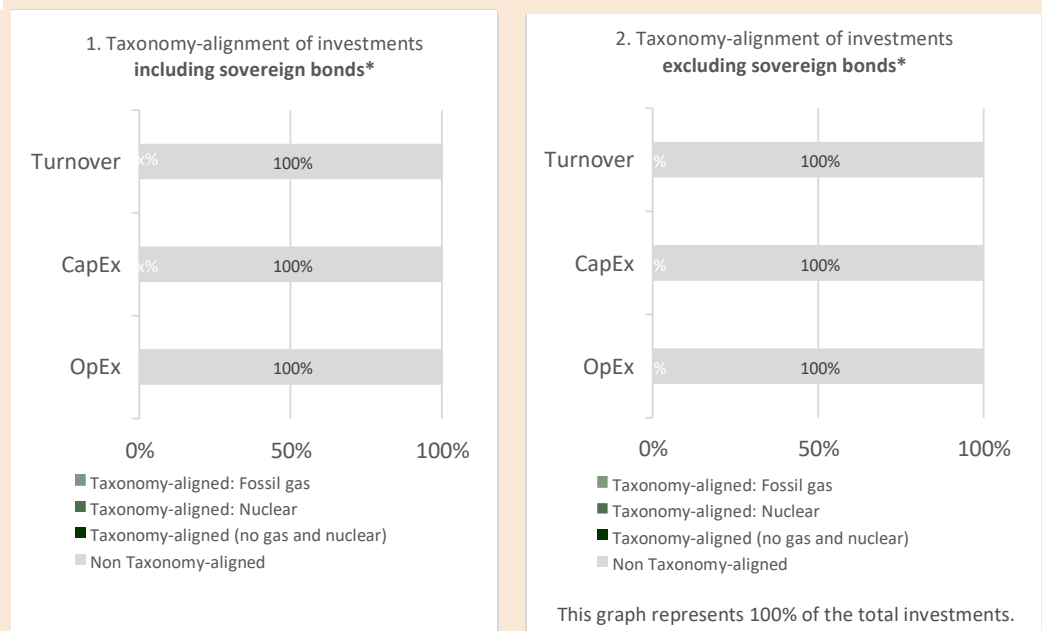 1. Taxonomy-alignment of investments
including sovereign bonds*
Turnover
x%
100%
CapEx
x%
100%
OpEx
100%
0%
50%
100%
Taxonomy-aligned: Fossil gas
Taxonomy-aligned: Nuclear
Taxonomy-aligned (no gas and nuclear)
Non Taxonomy-aligned
2. Taxonomy-alignment of investments
excluding sovereign bonds*
Turnover
%
100%
CapEx
%
100%
OpEx
%
100%
0%
50%
100%
Taxonomy-aligned: Fossil gas
Taxonomy-aligned: Nuclear
Taxonomy-aligned (no gas and nuclear)
Non Taxonomy-aligned
This graph represents 100% of the total investments.